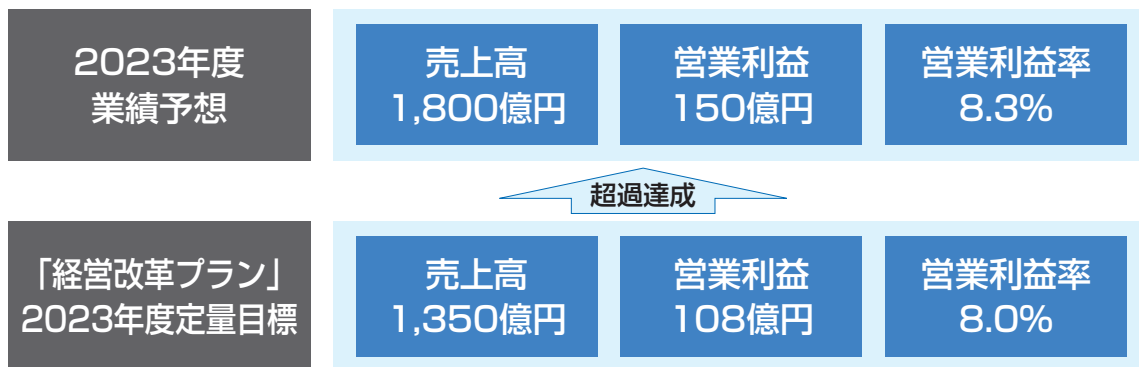 2023年度
業績予想
売上高
1,800億円
営業利益
150億円
営業利益率
8.3%
超過達成
「経営改革プラン」
2023年度定量目標
売上高
1,350億円
営業利益
108億円
営業利益率
8.0%